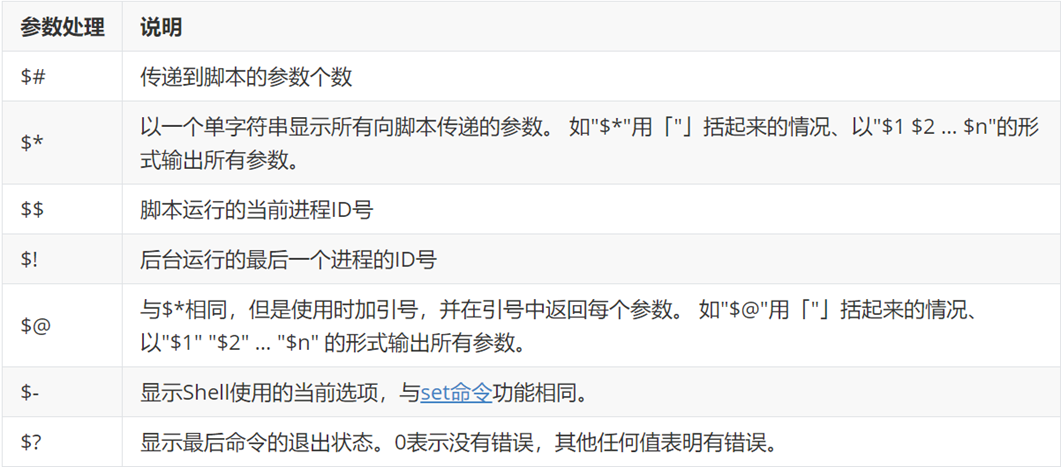 参数处理 说明
$# 传递到脚本的参数个数
$* 以一个单字符串显示所有向脚本传递的参数。 如"$*"用「"」括起来的情况、以"$1 $2 … $n"的形
式输出所有参数。
$$ 脚本运行的当前进程ID号
$! 后台运行的最后一个进程的ID号
$@ 与$*相同，但是使用时加引号，并在引号中返回每个参数。 如"$@"用「"」括起来的情况、
以"$1" "$2" … "$n" 的形式输出所有参数。
$- 显示Shell使用的当前选项，与set命令功能相同。
$? 显示最后命令的退出状态。0表示没有错误，其他任何值表明有错误。